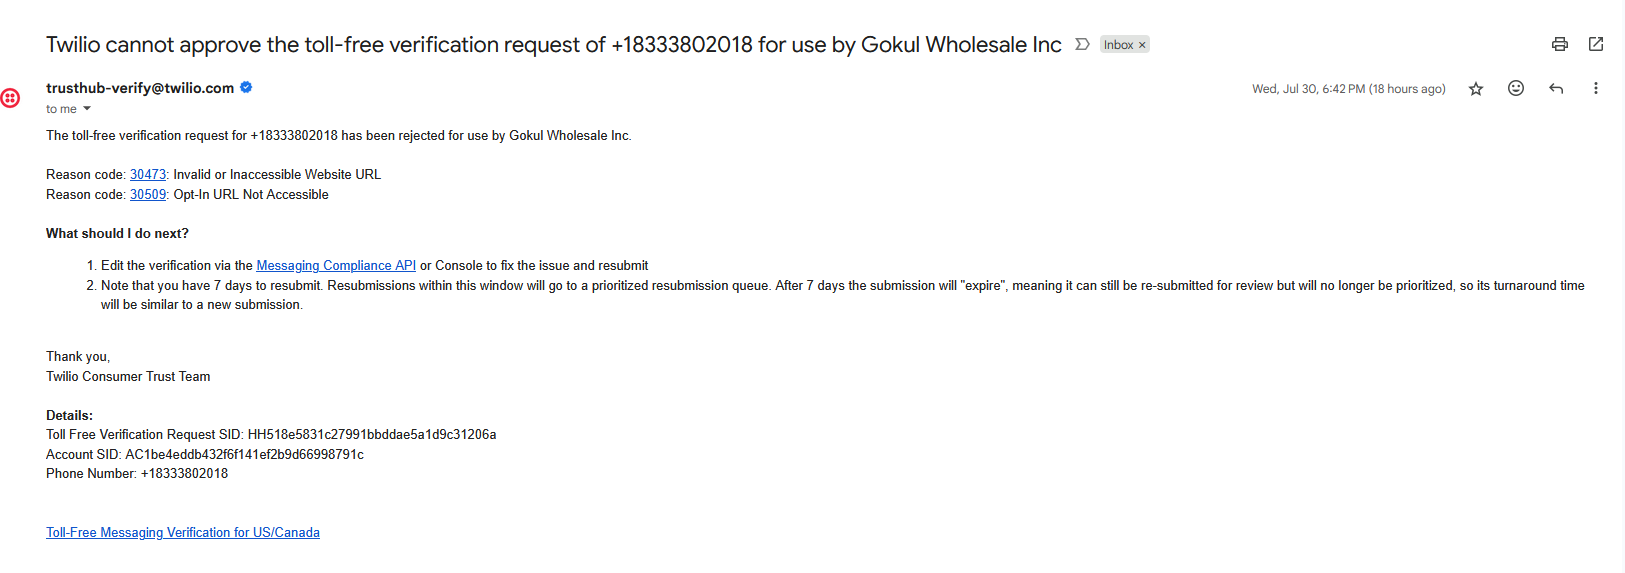 Twilio cannot approve the toll-free verification request of +18333802018 for use by Gokul Wholesale Inc Inbox ×
trusthub-verify@twilio.com Wed, Jul 30, 6:42 PM (18 hours ago)
to me
The toll-free verification request for +18333802018 has been rejected for use by Gokul Wholesale Inc.
Reason code: 30473: Invalid or Inaccessible Website URL
Reason code: 30509: Opt-In URL Not Accessible
What should I do next?
1. Edit the verification via the Messaging Compliance API or Console to fix the issue and resubmit
2. Note that you have 7 days to resubmit. Resubmissions within this window will go to a prioritized resubmission queue. After 7 days the submission will "expire", meaning it can still be re-submitted for review but will no longer be prioritized, so its turnaround time
will be similar to a new submission.
Thank you,
Twilio Consumer Trust Team
Details:
Toll Free Verification Request SID: HH518e5831c27991bbddae5a1d9c31206a
Account SID: AC1be4eddb432f6f141ef2b9d66998791c
Phone Number: +18333802018
Toll-Free Messaging Verification for US/Canada